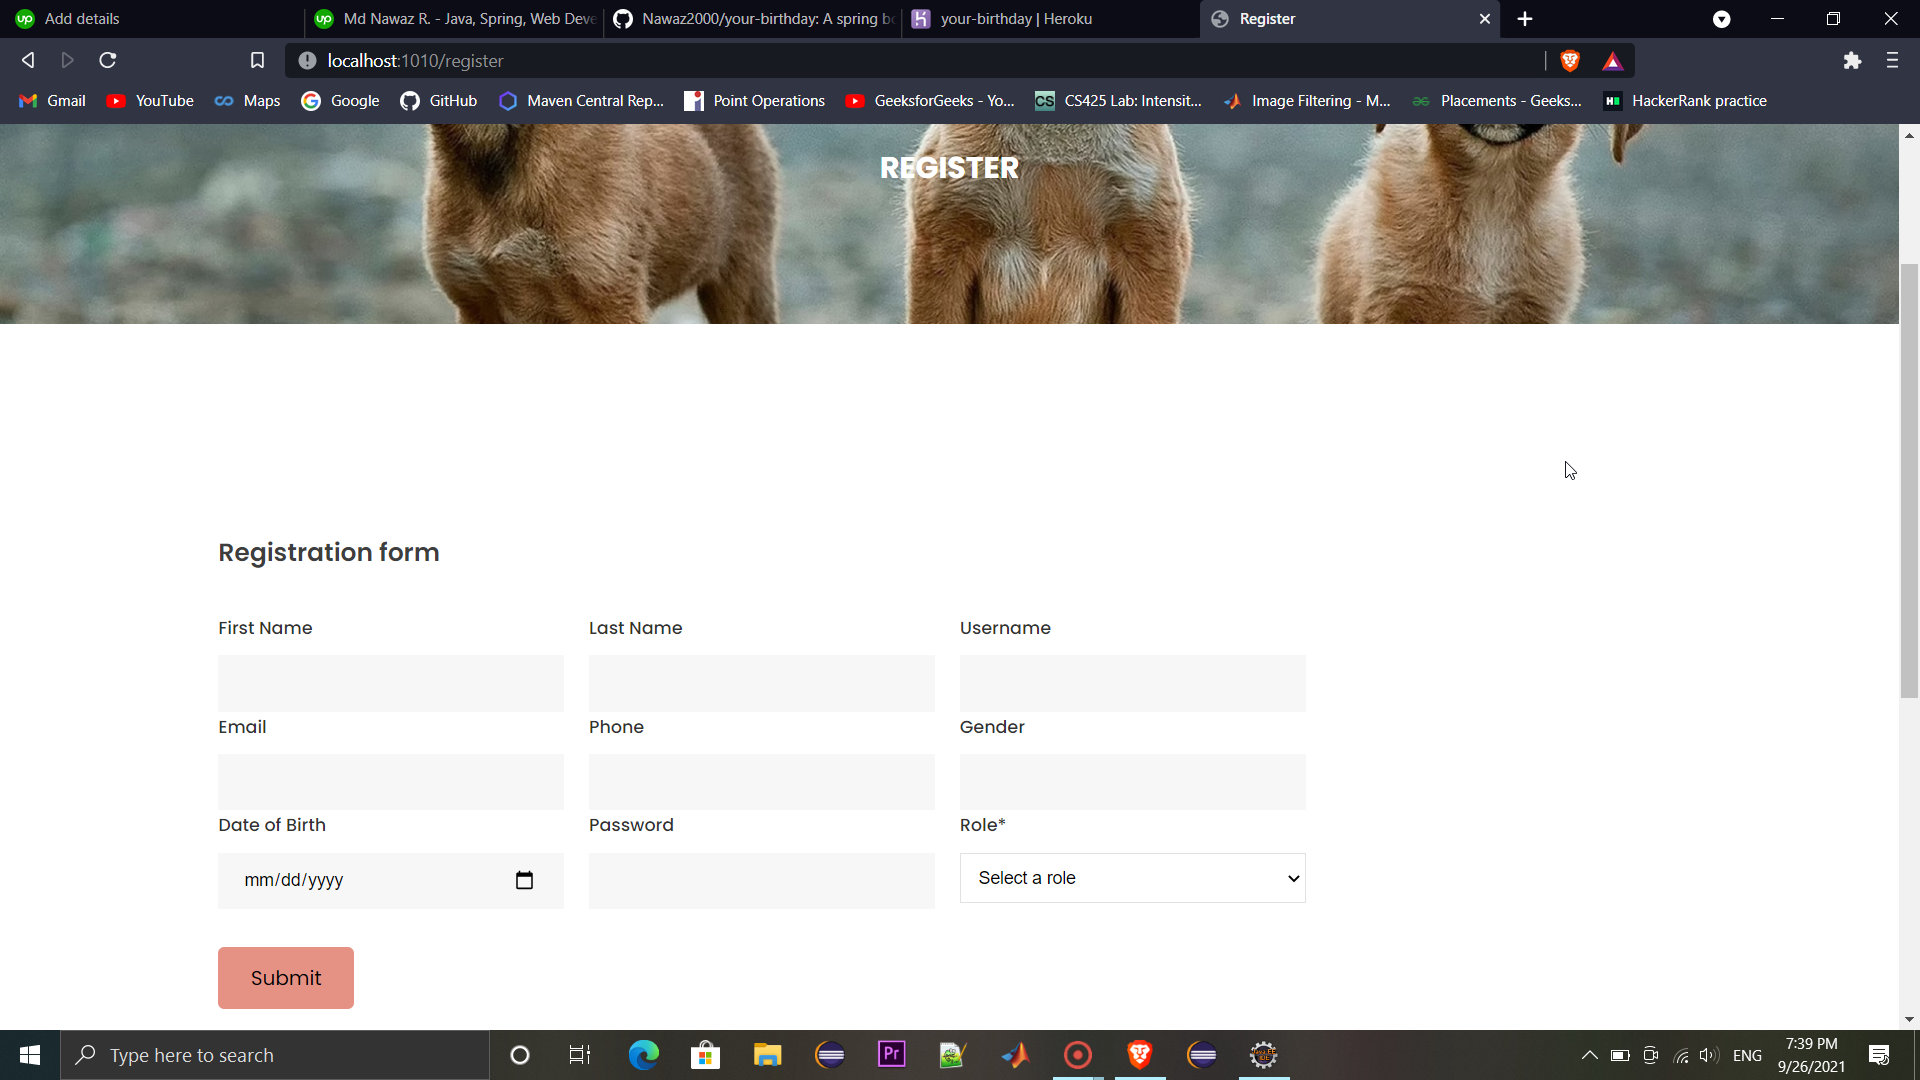 Add details
Md Nawaz R. - Java, Spring, Web Deve
Nawaz2000/your-birthday: A spring bo
your-birthday | Heroku
Register
localhost:1010/register
Gmail
YouTube
Maps
Google
GitHub
Maven Central Rep...
Point Operations
GeeksforGeeks - Yo...
CS425 Lab: Intensit...
Image Filtering - M...
Placements - Geeks...
HackerRank practice
REGISTER
Registration form
First Name
Last Name
Username
Email
Phone
Gender
Date of Birth
Password
Role*
mm/dd/yyyy
Select a role
Submit
Type here to search
Pr
ENG
7:39 PM
9/26/2021